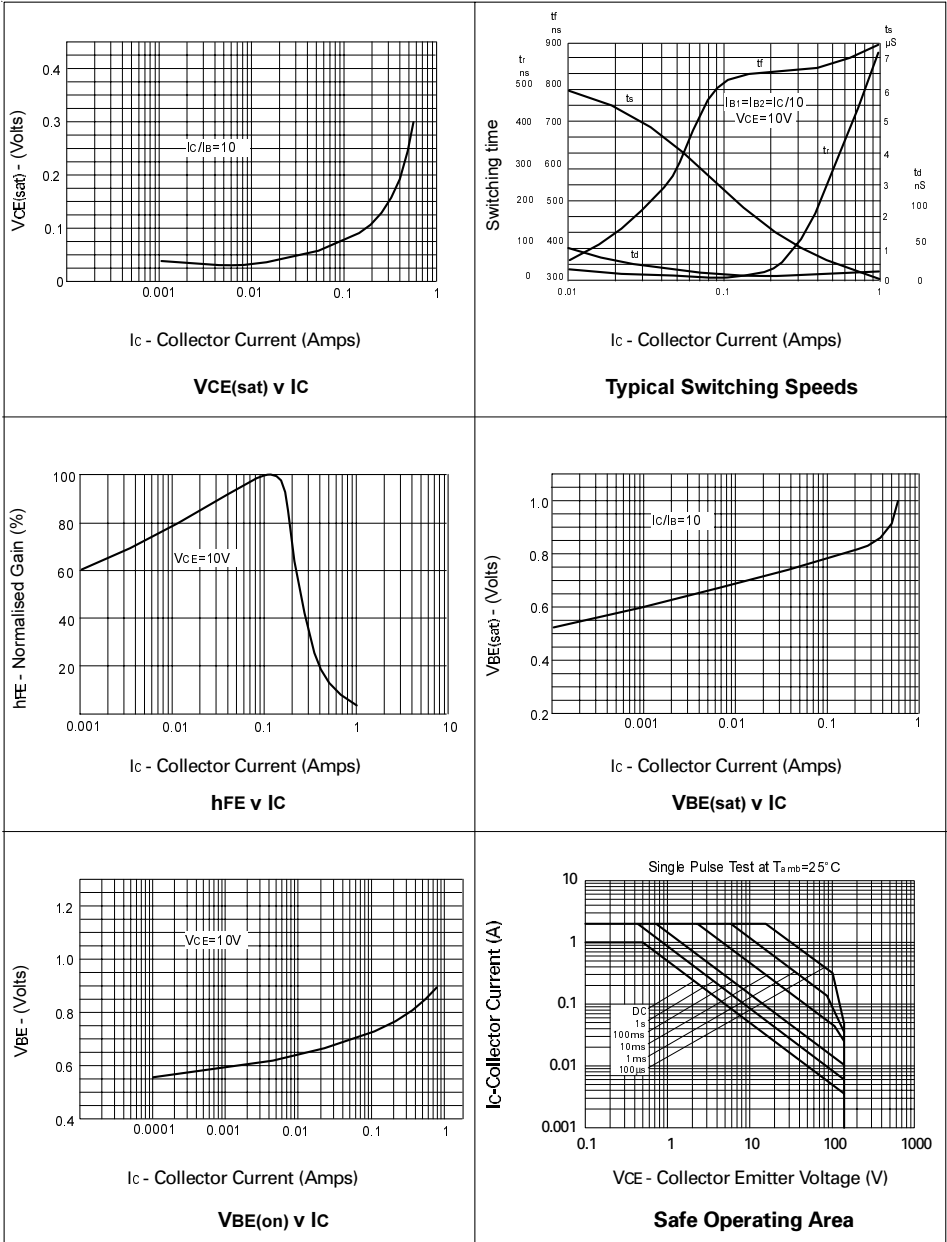 VCE(sat) - (Volts)
0.4
0.3
0.2
0.1
0
IC/IB=10
0.001
0.01
0.1
1
IC - Collector Current (Amps)
VCE(sat) v IC
Switching time
tf
ns
900
800
700
600
500
400
300
tr
ns
500
400
300
200
100
0
ts
µS
7
6
5
4
3
2
1
0
td
nS
100
50
0
tf
IB1=IB2=IC/10
VCE=10V
ts
tr
td
0.01
0.1
1
IC - Collector Current (Amps)
Typical Switching Speeds
hFE - Normalised Gain (%)
100
80
60
40
20
VCE=10V
0.001
0.01
0.1
1
10
IC - Collector Current (Amps)
hFE v IC
VBE(sat) - (Volts)
1.0
0.8
0.6
0.4
0.2
IC/IB=10
0.001
0.01
0.1
1
IC - Collector Current (Amps)
VBE(sat) v IC
VBE - (Volts)
1.2
1.0
0.8
0.6
0.4
VCE=10V
0.0001
0.001
0.01
0.1
1
IC - Collector Current (Amps)
VBE(on) v IC
Single Pulse Test at Tamb=25°C
IC-Collector Current (A)
10
1
0.1
0.01
0.001
DC
1s
100ms
10ms
1ms
100µs
0.1
1
10
100
1000
VCE - Collector Emitter Voltage (V)
Safe Operating Area